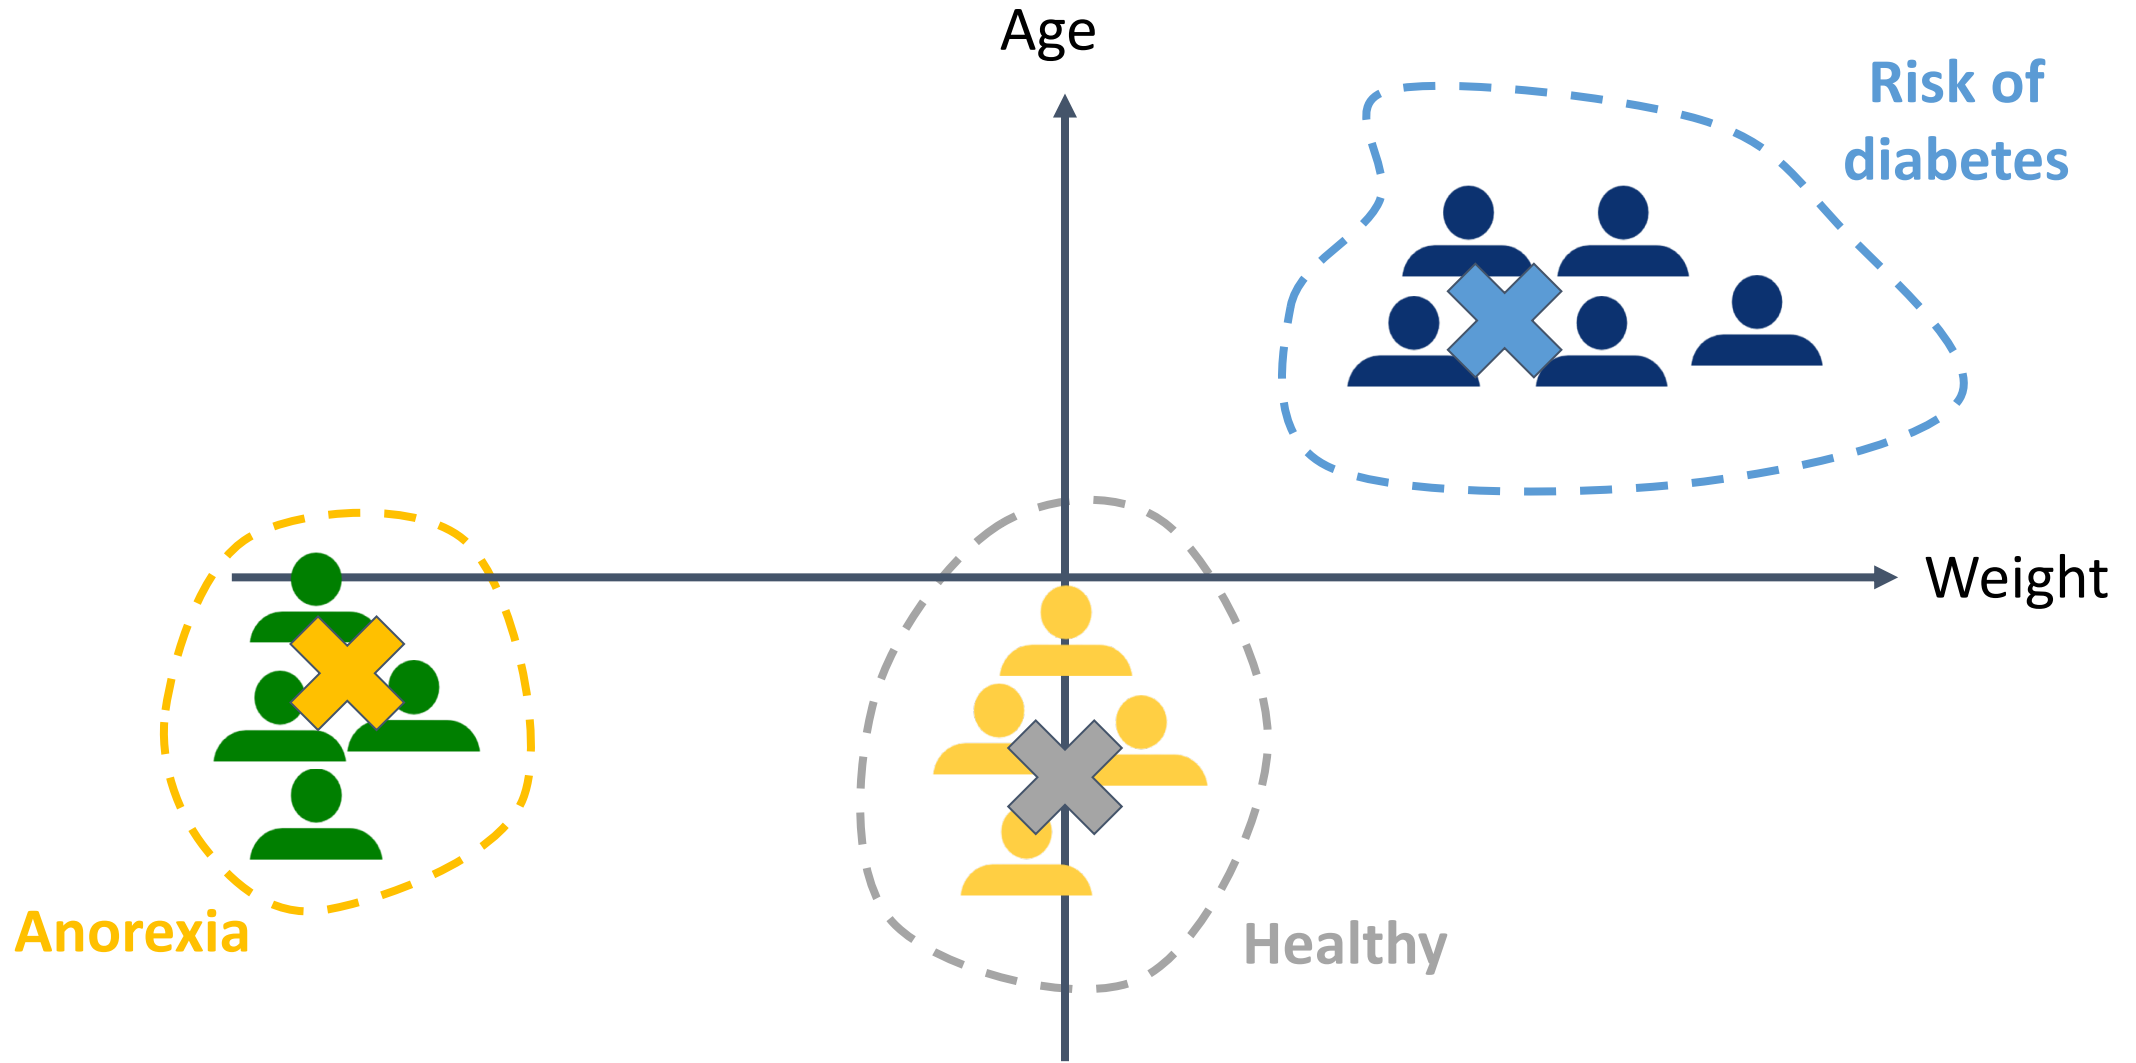 Age
Risk of
diabetes
Weight
Anorexia
Healthy